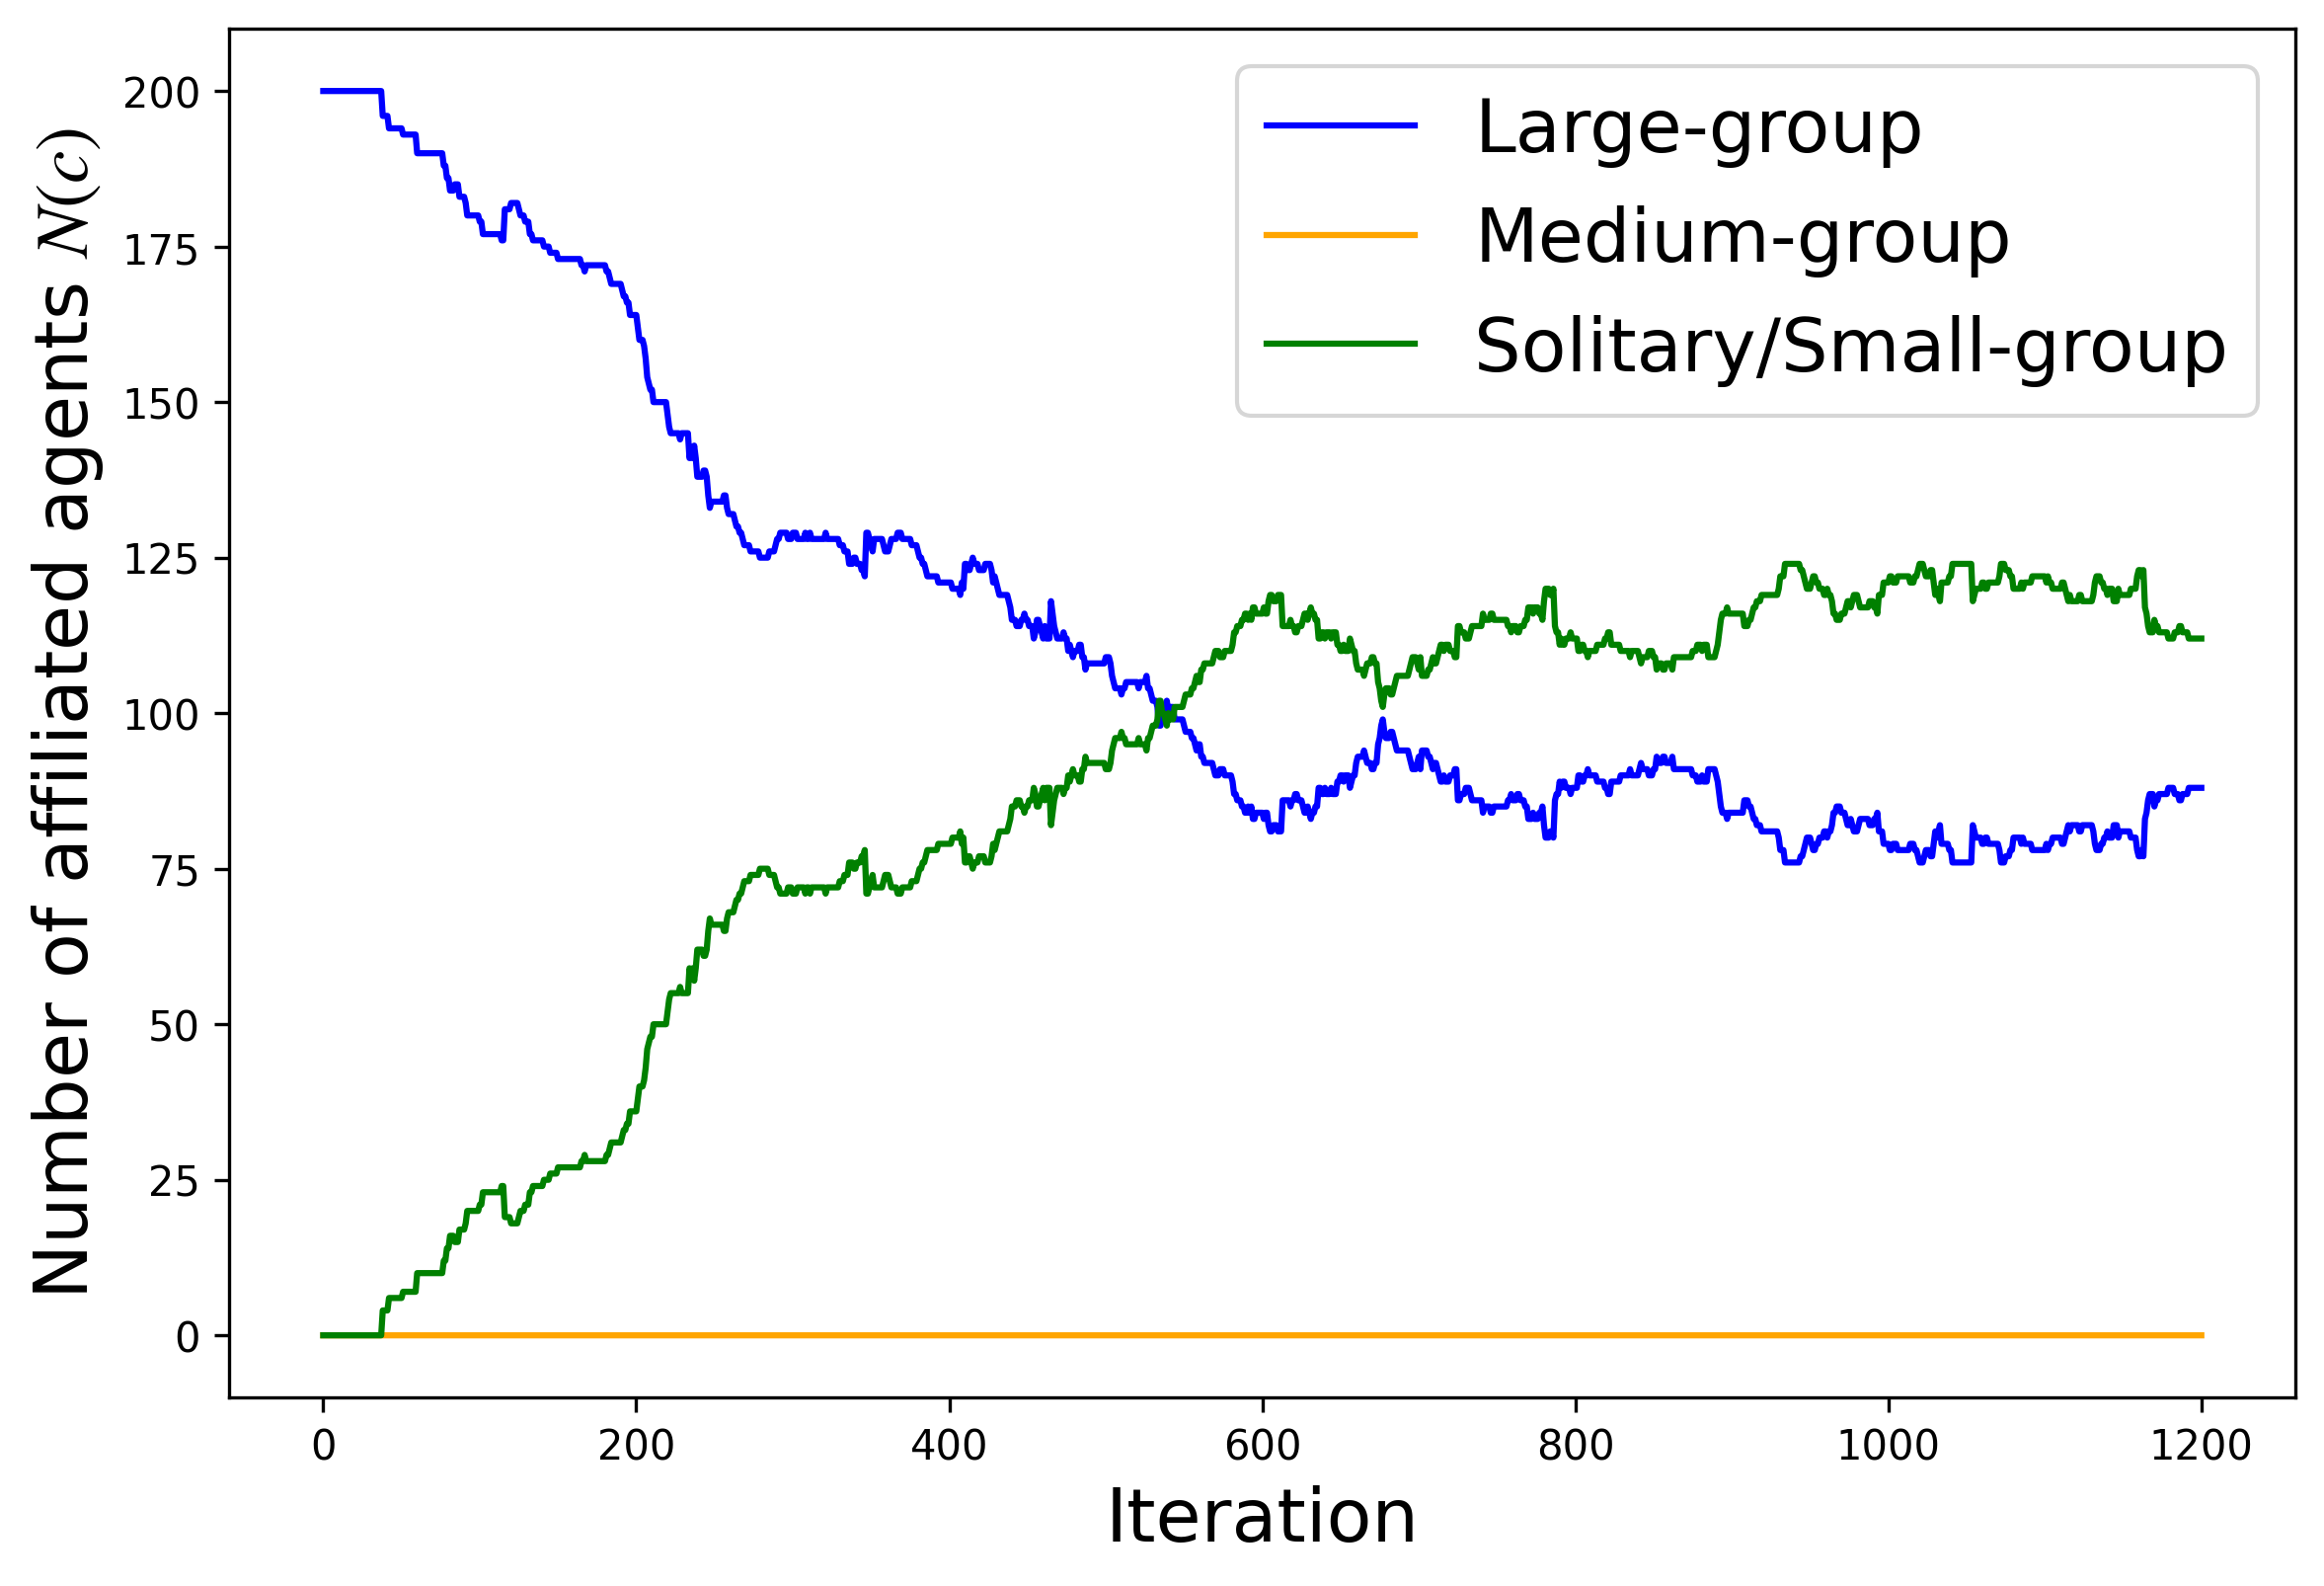 Number of affiliated agents N(c)
200
175
150
125
100
75
50
25
0
Large-group
Medium-group
Solitary/Small-group
0 200 400 600 800 1000 1200
Iteration